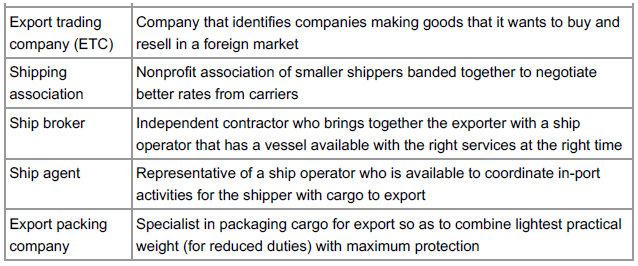 Export trading company (ETC)
Company that identifies companies making goods that it wants to buy and
resell in a foreign market
Shipping association
Nonprofit association of smaller shippers banded together to negotiate
better rates from carriers
Ship broker
Independent contractor who brings together the exporter with a ship
operator that has a vessel available with the right services at the right time
Ship agent
Representative of a ship operator who is available to coordinate in-port
activities for the shipper with cargo to export
Export packing company
Specialist in packaging cargo for export so as to combine lightest practical
weight (for reduced duties) with maximum protection